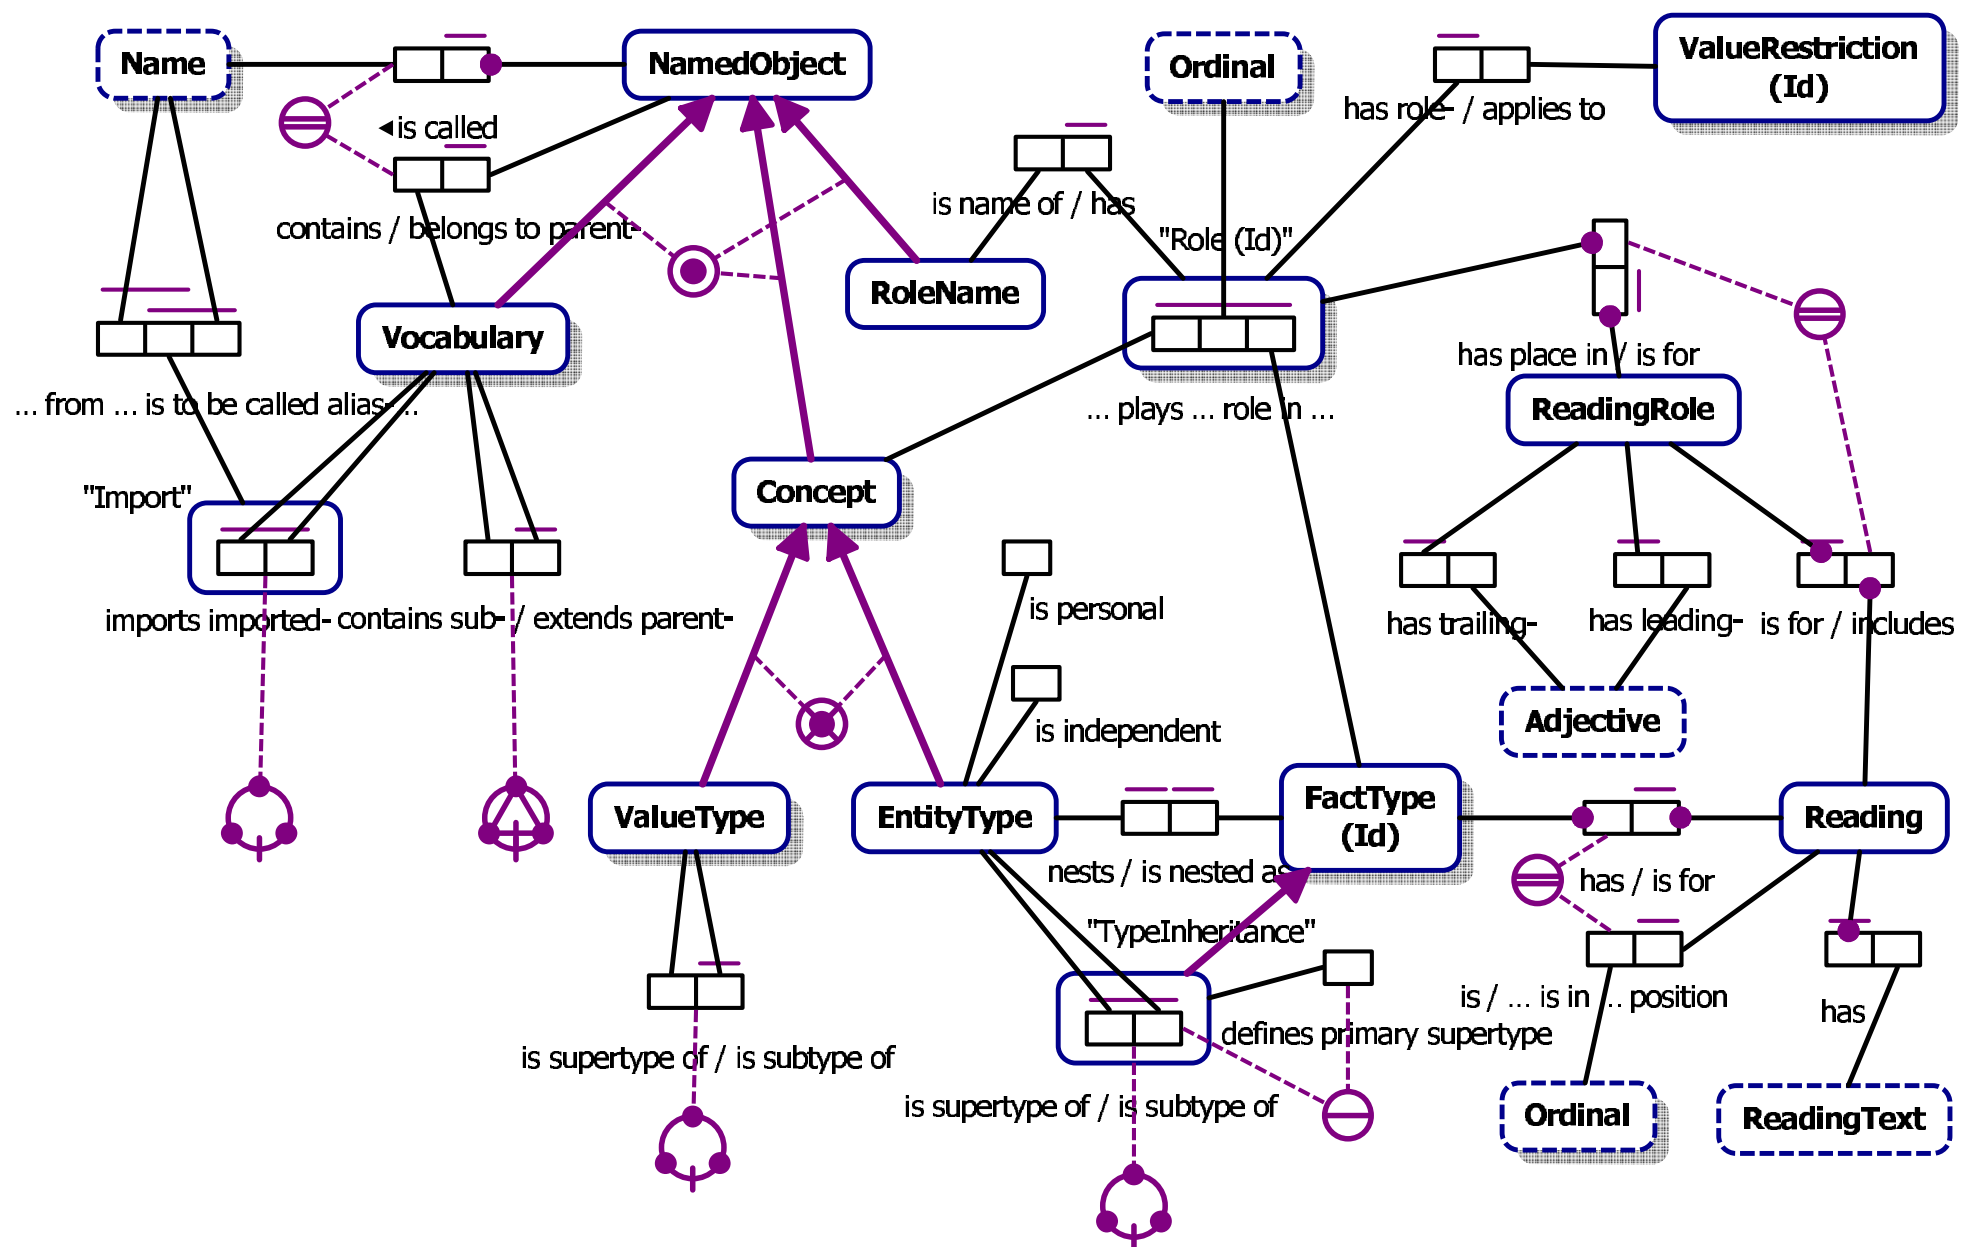 Name
NamedObject
Ordinal
ValueRestriction
(Id)
◄is called
has role- / applies to
contains / belongs to parent-
is name of / has
"Role (Id)"
RoleName
Vocabulary
has place in / is for
... from ... is to be called alias- ...
... plays ... role in ...
ReadingRole
"Import"
Concept
imports imported-
contains sub- / extends parent-
is personal
has trailing-
has leading-
is for / includes
is independent
Adjective
ValueType
EntityType
FactType
(Id)
Reading
nests / is nested as
has / is for
"TypeInheritance"
is / ... is in ... position
has
defines primary supertype
is supertype of / is subtype of
is supertype of / is subtype of
Ordinal
ReadingText